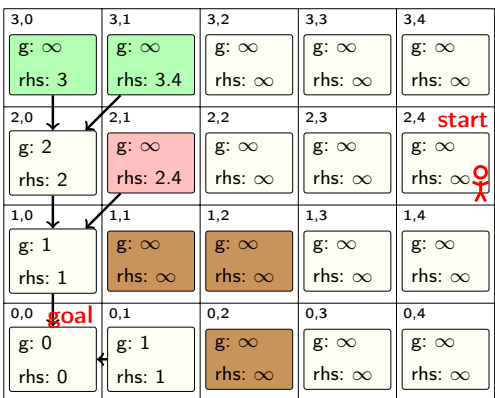 3,0 3,1 3,2 3,3 3,4
g: ∞ g: ∞ g: ∞ g: ∞ g: ∞
rhs: 3 rhs: 3.4 rhs: ∞ rhs: ∞ rhs: ∞
2,0 2,1 2,2 2,3 2,4 start
g: 2 g: ∞ g: ∞ g: ∞ g: ∞
rhs: 2 rhs: 2.4 rhs: ∞ rhs: ∞ rhs: ∞
1,0 1,1 1,2 1,3 1,4
g: 1 g: ∞ g: ∞ g: ∞ g: ∞
rhs: 1 rhs: ∞ rhs: ∞ rhs: ∞ rhs: ∞
0,0 goal 0,1 0,2 0,3 0,4
g: 0 g: 1 g: ∞ g: ∞ g: ∞
rhs: 0 rhs: 1 rhs: ∞ rhs: ∞ rhs: ∞